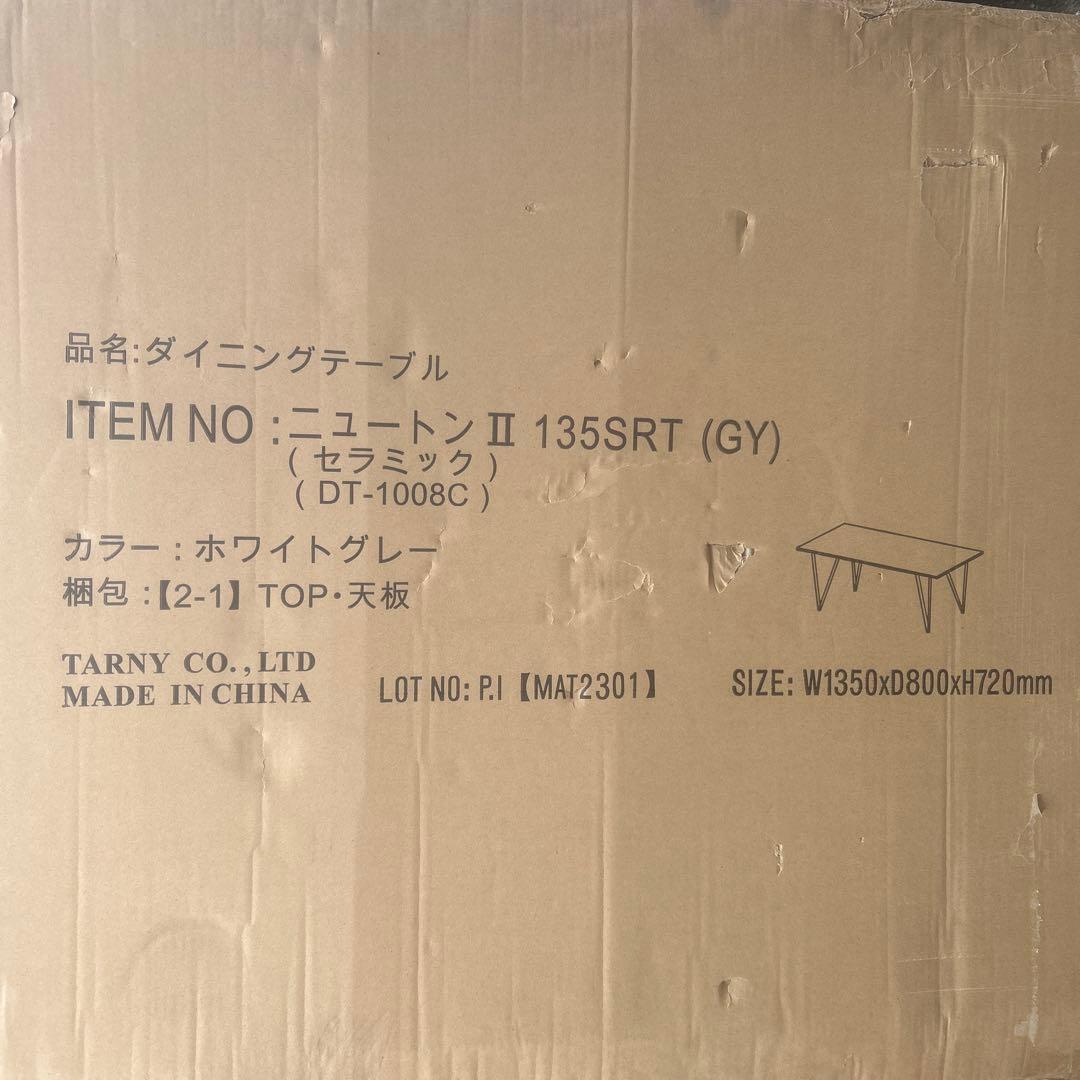 品名:ダイニングテーブル
ITEM NO : ニュートンⅡ 135SRT (GY)
( セラミック )
( DT-1008C )
カラー : ホワイトグレー
梱包 :【2-1】TOP・天板
TARNY CO.,LTD
MADE IN CHINA
LOT NO: P.I【MAT2301】
SIZE: W1350xD800xH720mm